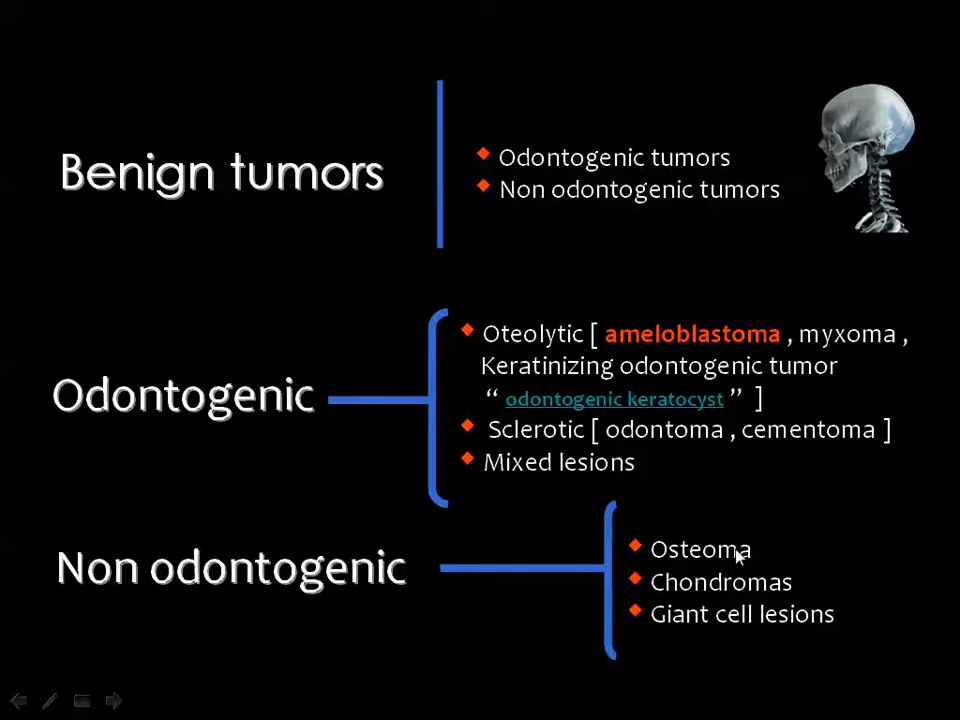 Benign tumors
Odontogenic tumors
Non odontogenic tumors
Odontogenic
Oteolytic [ ameloblastoma , myxoma ,
Keratinizing odontogenic tumor
“ odontogenic keratocyst ” ]
Sclerotic [ odontoma , cementoma ]
Mixed lesions
Non odontogenic
Osteoma
Chondromas
Giant cell lesions